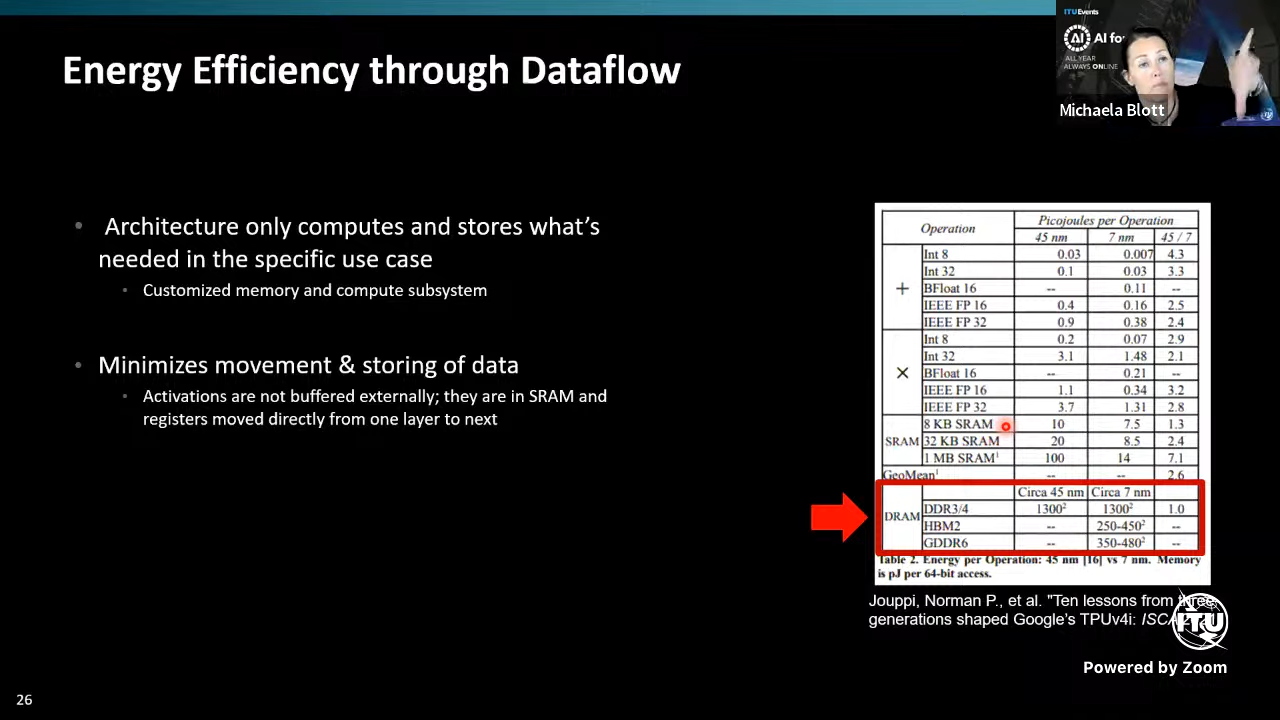 Energy Efficiency through Dataflow
ITUEvents
AI AI fo
ALL YEAR
ALWAYS ONLINE
Michaela Blott
• Architecture only computes and stores what's
needed in the specific use case
• Customized memory and compute subsystem
• Minimizes movement & storing of data
• Activations are not buffered externally; they are in SRAM and
registers moved directly from one layer to next
Operation Picojoules per Operation
45 nm 7 nm 45 / 7
+ Int 8 0.03 0.007 4.3
Int 32 0.1 0.03 3.3
BFloat 16 -- 0.11 --
IEEE FP 16 0.4 0.16 2.5
IEEE FP 32 0.9 0.38 2.4
× Int 8 0.2 0.07 2.9
Int 32 3.1 1.48 2.1
BFloat 16 -- 0.21 --
IEEE FP 16 1.1 0.34 3.2
IEEE FP 32 3.7 1.31 2.8
SRAM 8 KB SRAM 10 7.5 1.3
32 KB SRAM 20 8.5 2.4
1 MB SRAM¹ 100 14 7.1
GeoMean¹ -- -- 2.6
DRAM Circa 45 nm Circa 7 nm
DDR3/4 1300² 1300² 1.0
HBM2 -- 250-450² --
GDDR6 -- 350-480² --
Table 2. Energy per Operation: 45 nm [16] vs 7 nm. Memory
is pJ per 64-bit access.
Jouppi, Norman P., et al. "Ten lessons from three
generations shaped Google's TPUv4i: ISCA
ITU
Powered by Zoom
26